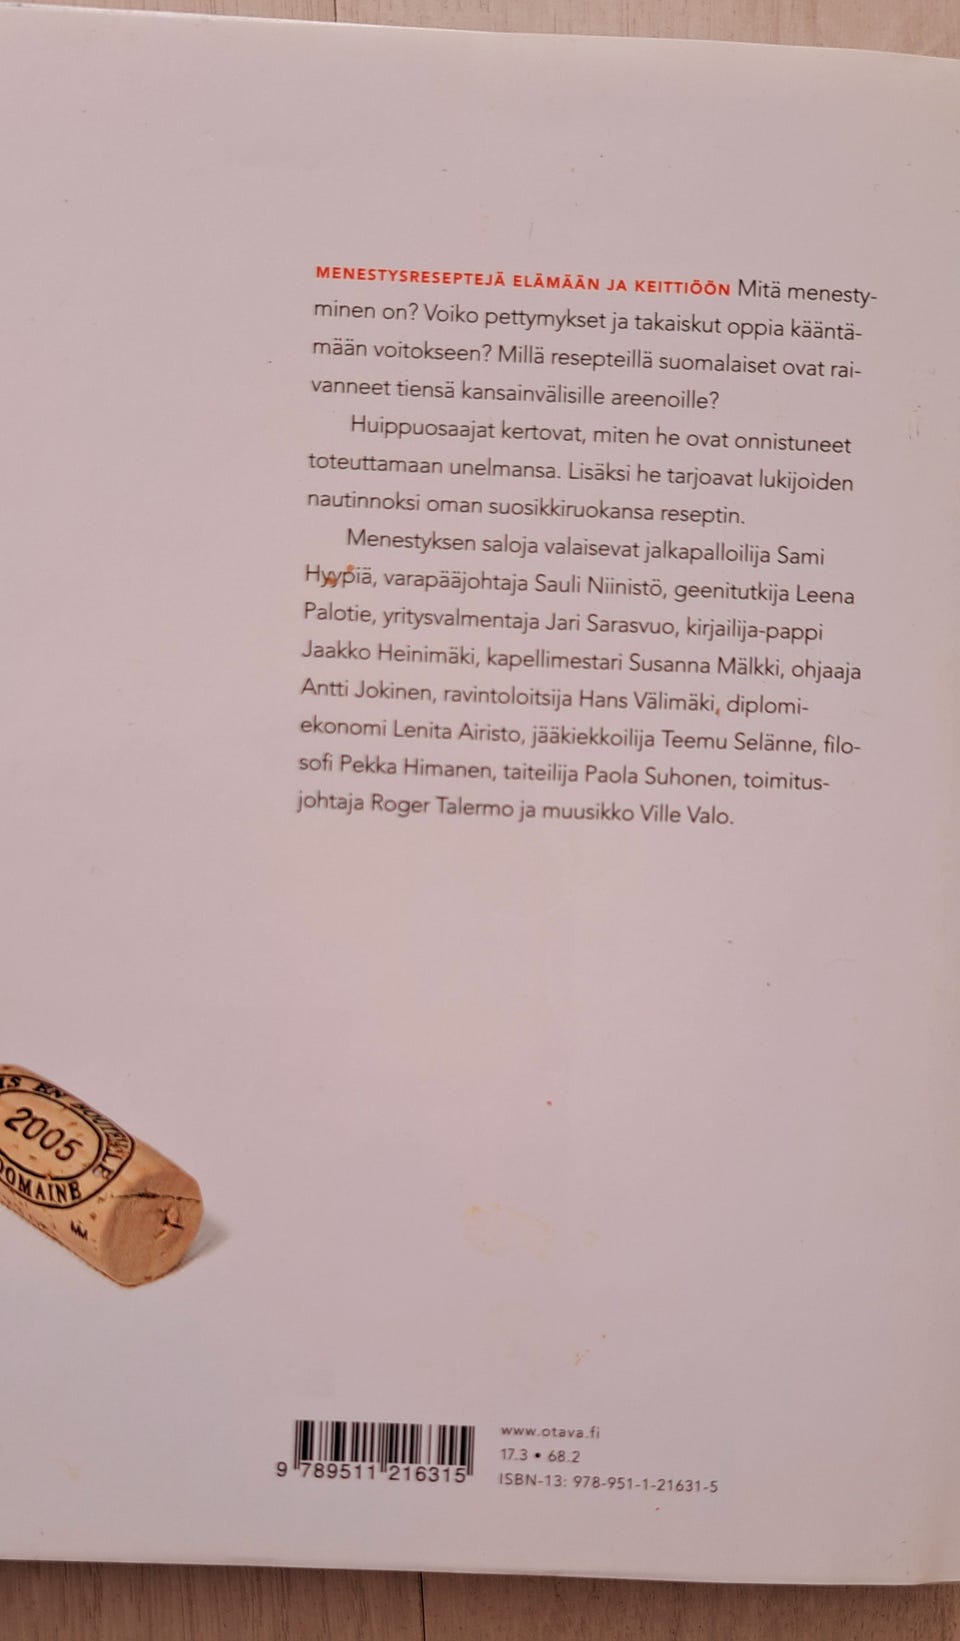 MENESTYSRESEPTEJÄ ELÄMÄÄN JA KEITTIÖÖN Mitä menesty-
minen on? Voiko pettymykset ja takaiskut oppia kääntä-
mään voitokseen? Millä resepteillä suomalaiset ovat rai-
vanneet tiensä kansainvälisille areenoille?
Huippuosaajat kertovat, miten he ovat onnistuneet
toteuttamaan unelmansa. Lisäksi he tarjoavat lukijoiden
nautinnoksi oman suosikkiruokansa reseptin.
Menestyksen saloja valaisevat jalkapalloilija Sami
Hyypiä, varapääjohtaja Sauli Niinistö, geenitutkija Leena
Palotie, yritysvalmentaja Jari Sarasvuo, kirjailija-pappi
Jaakko Heinimäki, kapellimestari Susanna Mälkki, ohjaaja
Antti Jokinen, ravintoloitsija Hans Välimäki, diplomi-
ekonomi Lenita Airisto, jääkiekkoilija Teemu Selänne, filo-
sofi Pekka Himanen, taiteilija Paola Suhonen, toimitus-
johtaja Roger Talermo ja muusikko Ville Valo.
IS EN BOUTEILLE
2005
DOMAINE
www.otava.fi
17.3 • 68.2
ISBN-13: 978-951-1-21631-5
9 789511 216315